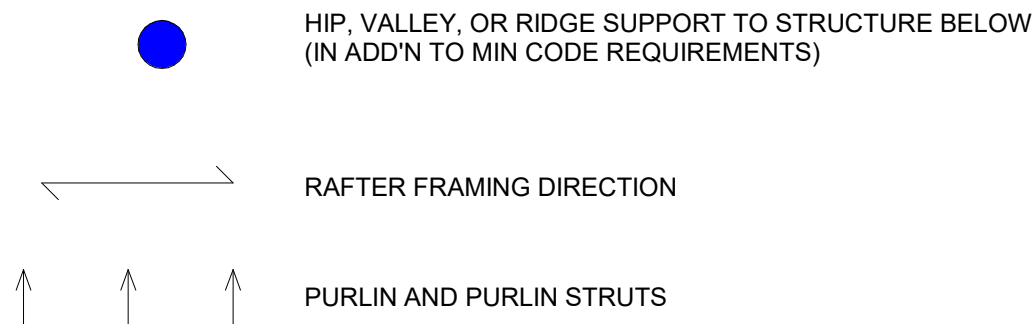 HIP, VALLEY, OR RIDGE SUPPORT TO STRUCTURE BELOW
(IN ADD'N TO MIN CODE REQUIREMENTS)
RAFTER FRAMING DIRECTION
PURLIN AND PURLIN STRUTS